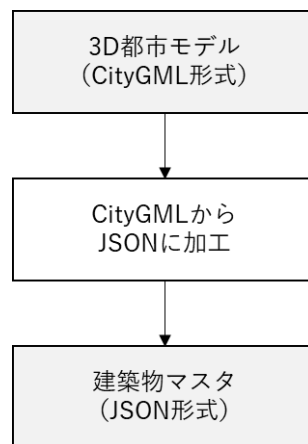 3D都市モデル
（CityGML形式）
CityGMLから
JSONに加工
建築物マスタ
（JSON形式）